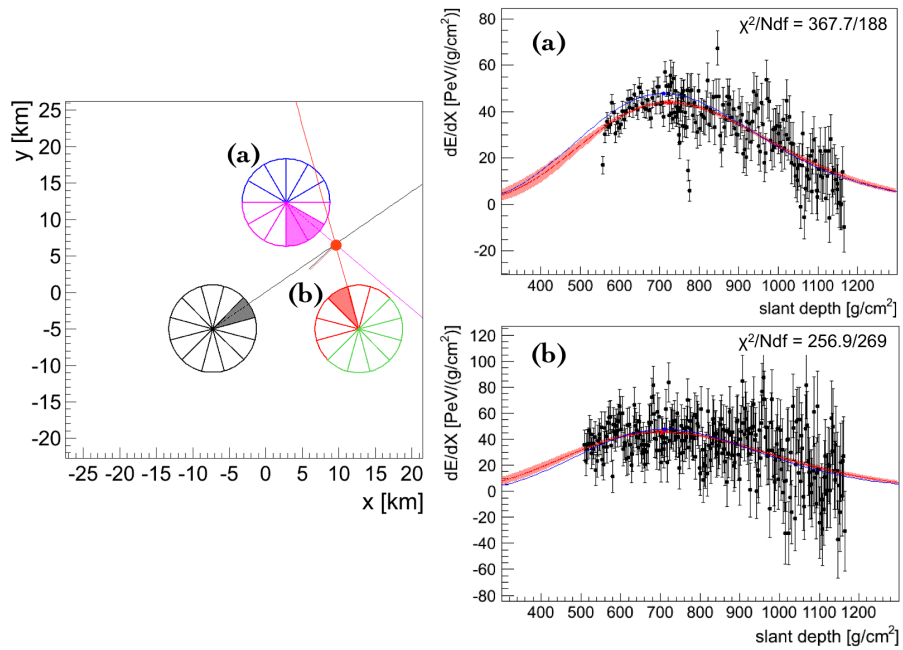 (a)
(b)
y [km]
25
20
15
10
5
0
-5
-10
-15
-20
-25 -20 -15 -10 -5 0 5 10 15 20
x [km]
(a)
χ²/Ndf = 367.7/188
dE/dX [PeV/(g/cm²)]
80
60
40
20
0
-20
400 500 600 700 800 900 1000 1100 1200
slant depth [g/cm²]
(b)
χ²/Ndf = 256.9/269
dE/dX [PeV/(g/cm²)]
120
100
80
60
40
20
0
-20
-40
-60
-80
400 500 600 700 800 900 1000 1100 1200
slant depth [g/cm²]